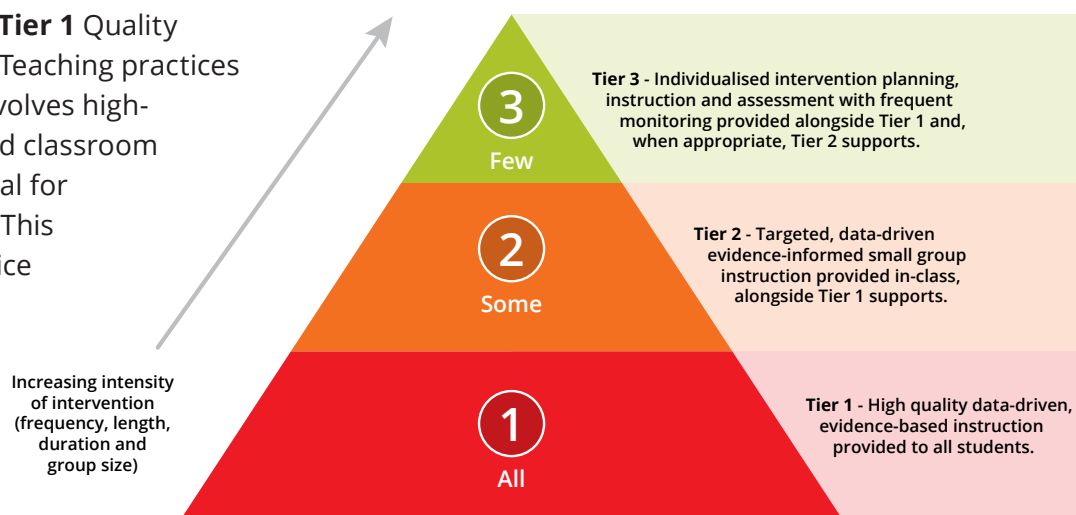 Tier 1 Quality
Teaching practices
volves high-
d classroom
al for
This
ice
3
Few
Tier 3 - Individualised intervention planning,
instruction and assessment with frequent
monitoring provided alongside Tier 1 and,
when appropriate, Tier 2 supports.
2
Some
Tier 2 - Targeted, data-driven
evidence-informed small group
instruction provided in-class,
alongside Tier 1 supports.
Increasing intensity
of intervention
(frequency, length,
duration and
group size)
1
All
Tier 1 - High quality data-driven,
evidence-based instruction
provided to all students.